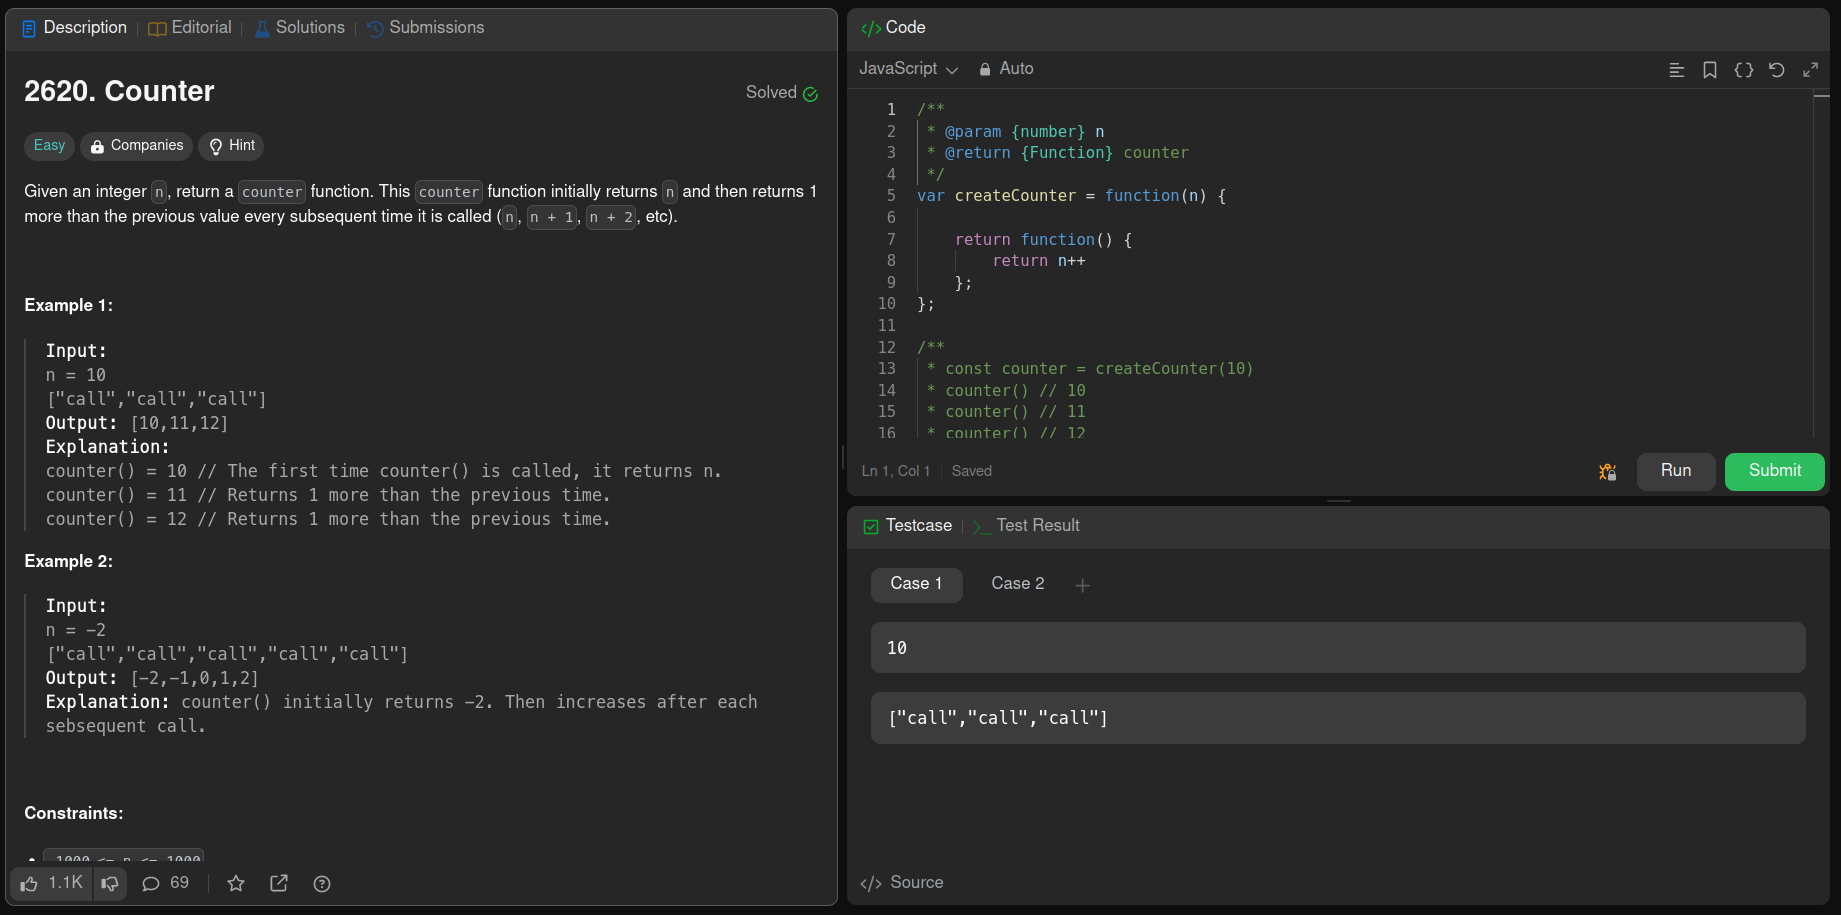 Description Editorial Solutions Submissions
2620. Counter
Solved
Easy Companies Hint
Given an integer n, return a counter function. This counter function initially returns n and then returns 1
more than the previous value every subsequent time it is called (n, n + 1, n + 2, etc).
Example 1:
Input:
n = 10
["call","call","call"]
Output: [10,11,12]
Explanation:
counter() = 10 // The first time counter() is called, it returns n.
counter() = 11 // Returns 1 more than the previous time.
counter() = 12 // Returns 1 more than the previous time.
Example 2:
Input:
n = -2
["call","call","call","call","call"]
Output: [-2,-1,0,1,2]
Explanation: counter() initially returns -2. Then increases after each
sebsequent call.
Constraints:
-1000 <= n <= 1000
1.1K 69
Code
JavaScript Auto
1 /**
2 * @param {number} n
3 * @return {Function} counter
4 */
5 var createCounter = function(n) {
6
7 return function() {
8 return n++
9 };
10 };
11
12 /**
13 * const counter = createCounter(10)
14 * counter() // 10
15 * counter() // 11
16 * counter() // 12
Ln 1, Col 1 Saved
Run Submit
Testcase >_ Test Result
Case 1 Case 2 +
10
["call","call","call"]
</> Source